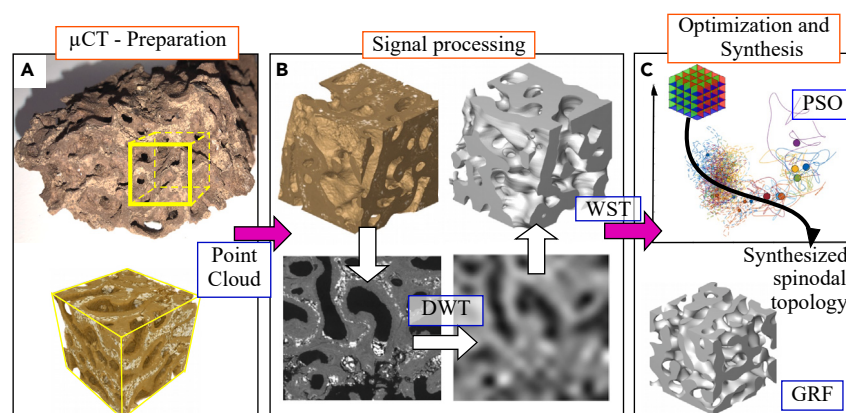 µCT - Preparation
Signal processing
Optimization and
Synthesis
A
B
C
PSO
WST
Point
Cloud
DWT
Synthesized
spinodal
topology
GRF